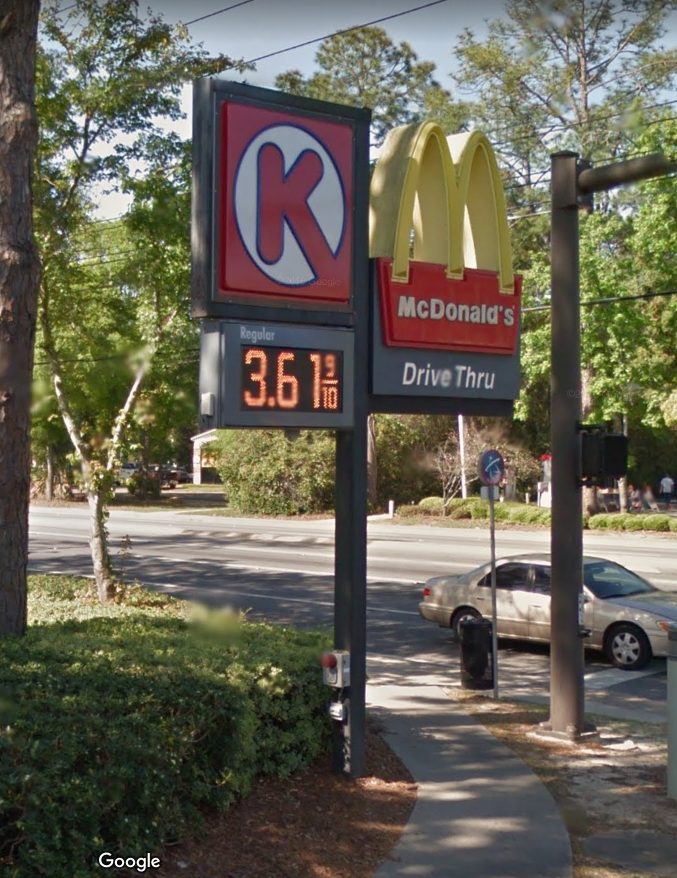 K
McDonald's
Drive Thru
Regular
3.61 9/10
Google